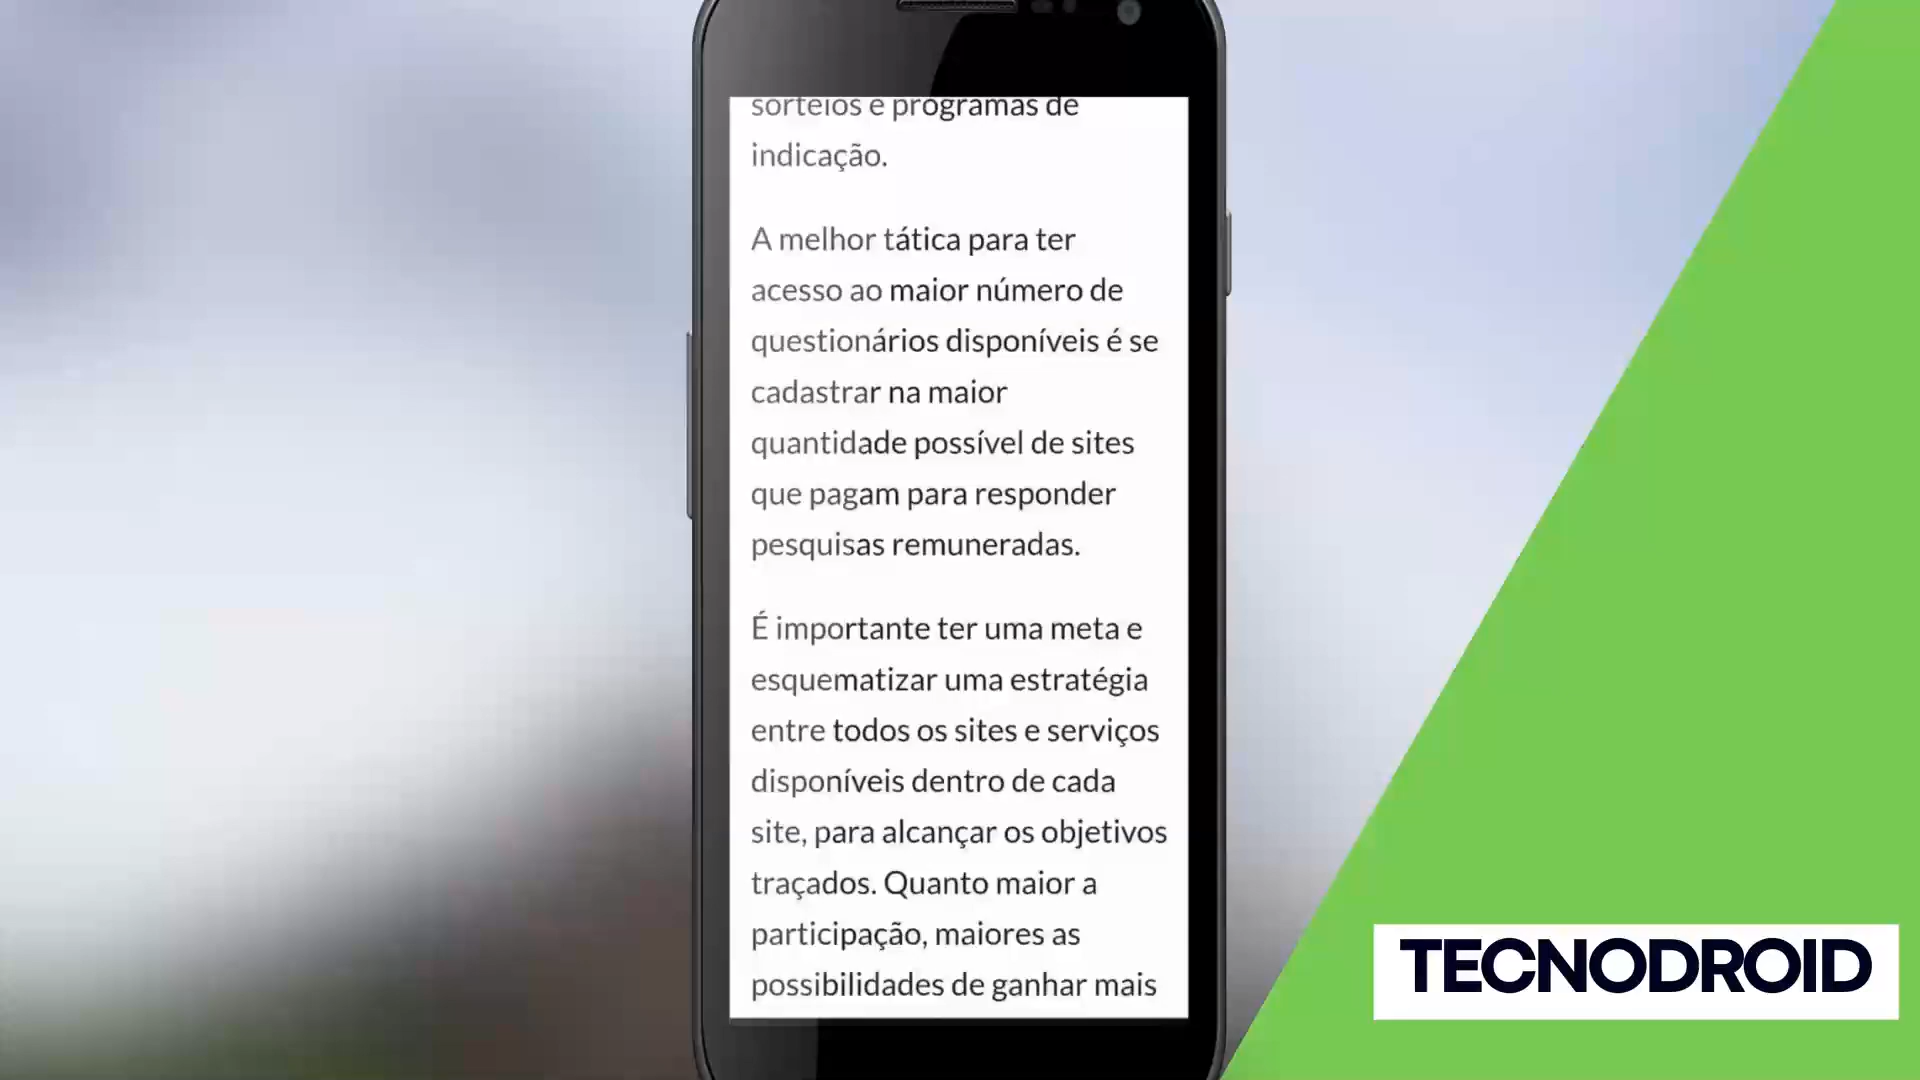 sorteios e programas de
indicação.
A melhor tática para ter
acesso ao maior número de
questionários disponíveis é se
cadastrar na maior
quantidade possível de sites
que pagam para responder
pesquisas remuneradas.
É importante ter uma meta e
esquematizar uma estratégia
entre todos os sites e serviços
disponíveis dentro de cada
site, para alcançar os objetivos
traçados. Quanto maior a
participação, maiores as
possibilidades de ganhar mais
TECNODROID